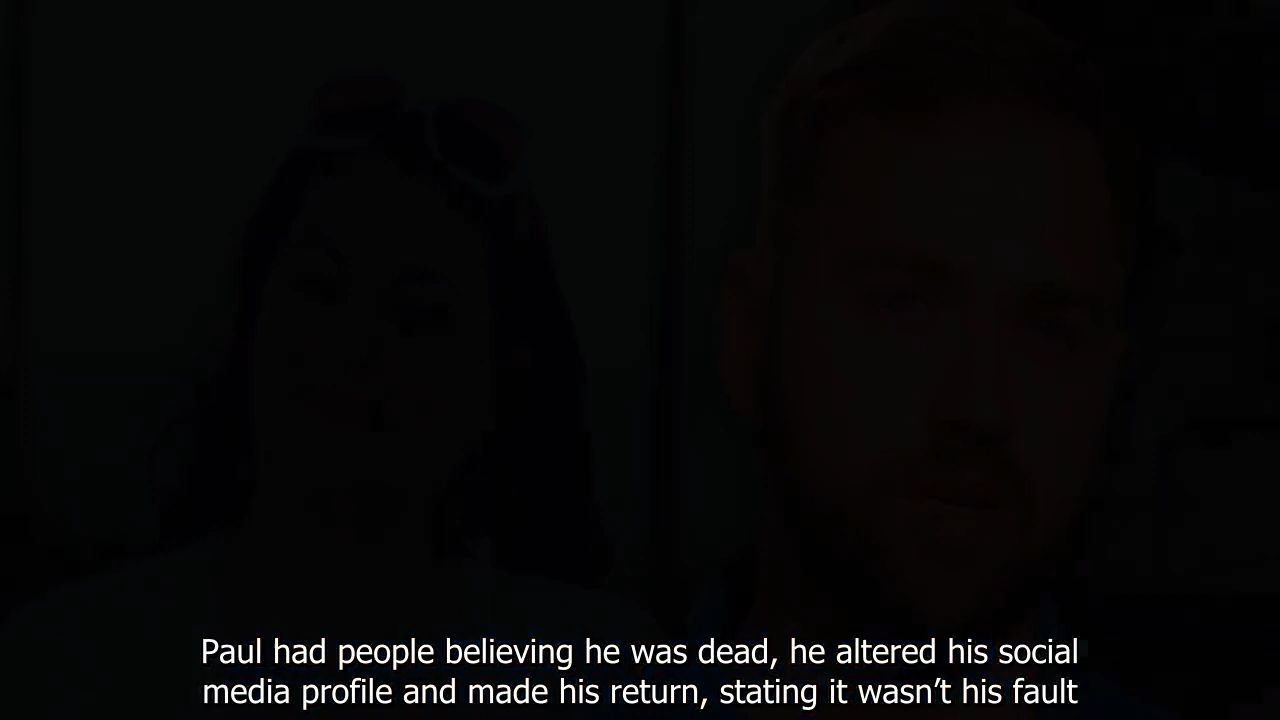 Paul had people believing he was dead, he altered his social
media profile and made his return, stating it wasn’t his fault